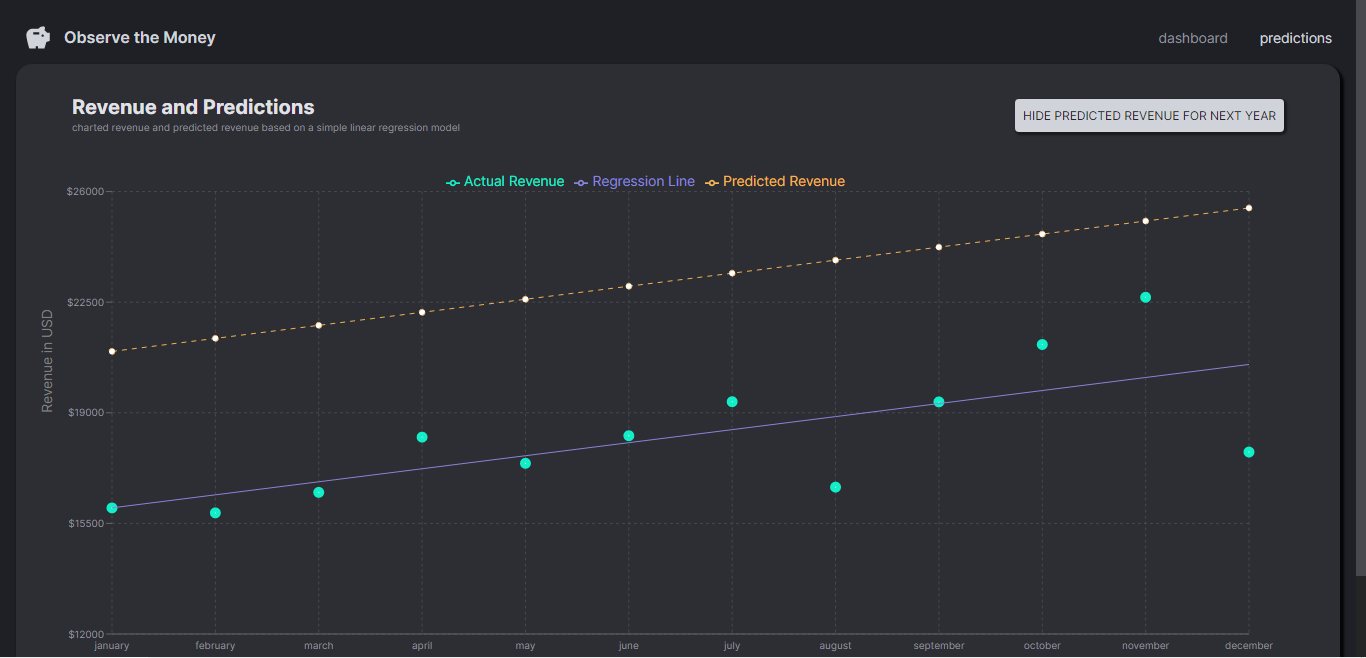 Observe the Money
dashboard predictions
Revenue and Predictions
charted revenue and predicted revenue based on a simple linear regression model
HIDE PREDICTED REVENUE FOR NEXT YEAR
Actual Revenue Regression Line Predicted Revenue
$26000
$22500
$19000
$15500
$12000
Revenue in USD
january february march april may june july august september october november december